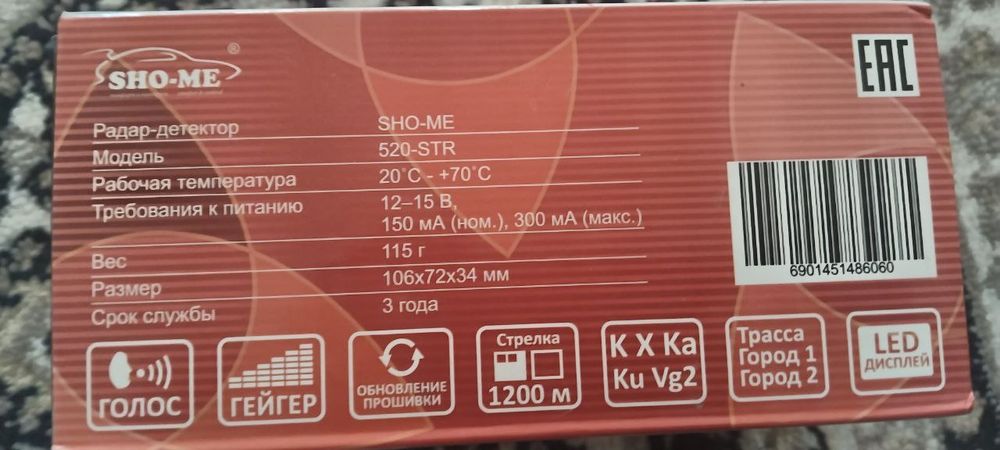 SHO-ME ®
EAC
Радар-детектор SHO-ME
Модель 520-STR
Рабочая температура 20°C - +70°C
Требования к питанию 12–15 В,
150 мА (ном.), 300 мА (макс.)
Вес 115 г
Размер 106x72x34 мм
Срок службы 3 года
6901451486060
ГОЛОС
ГЕЙГЕР
ОБНОВЛЕНИЕ
ПРОШИВКИ
Стрелка
1200 м
K X Ka
Ku Vg2
Трасса
Город 1
Город 2
LED
ДИСПЛЕЙ